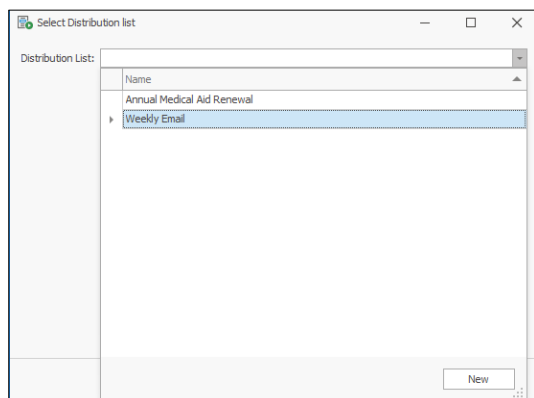 Select Distribution list
Distribution List:
Name
Annual Medical Aid Renewal
Weekly Email
New